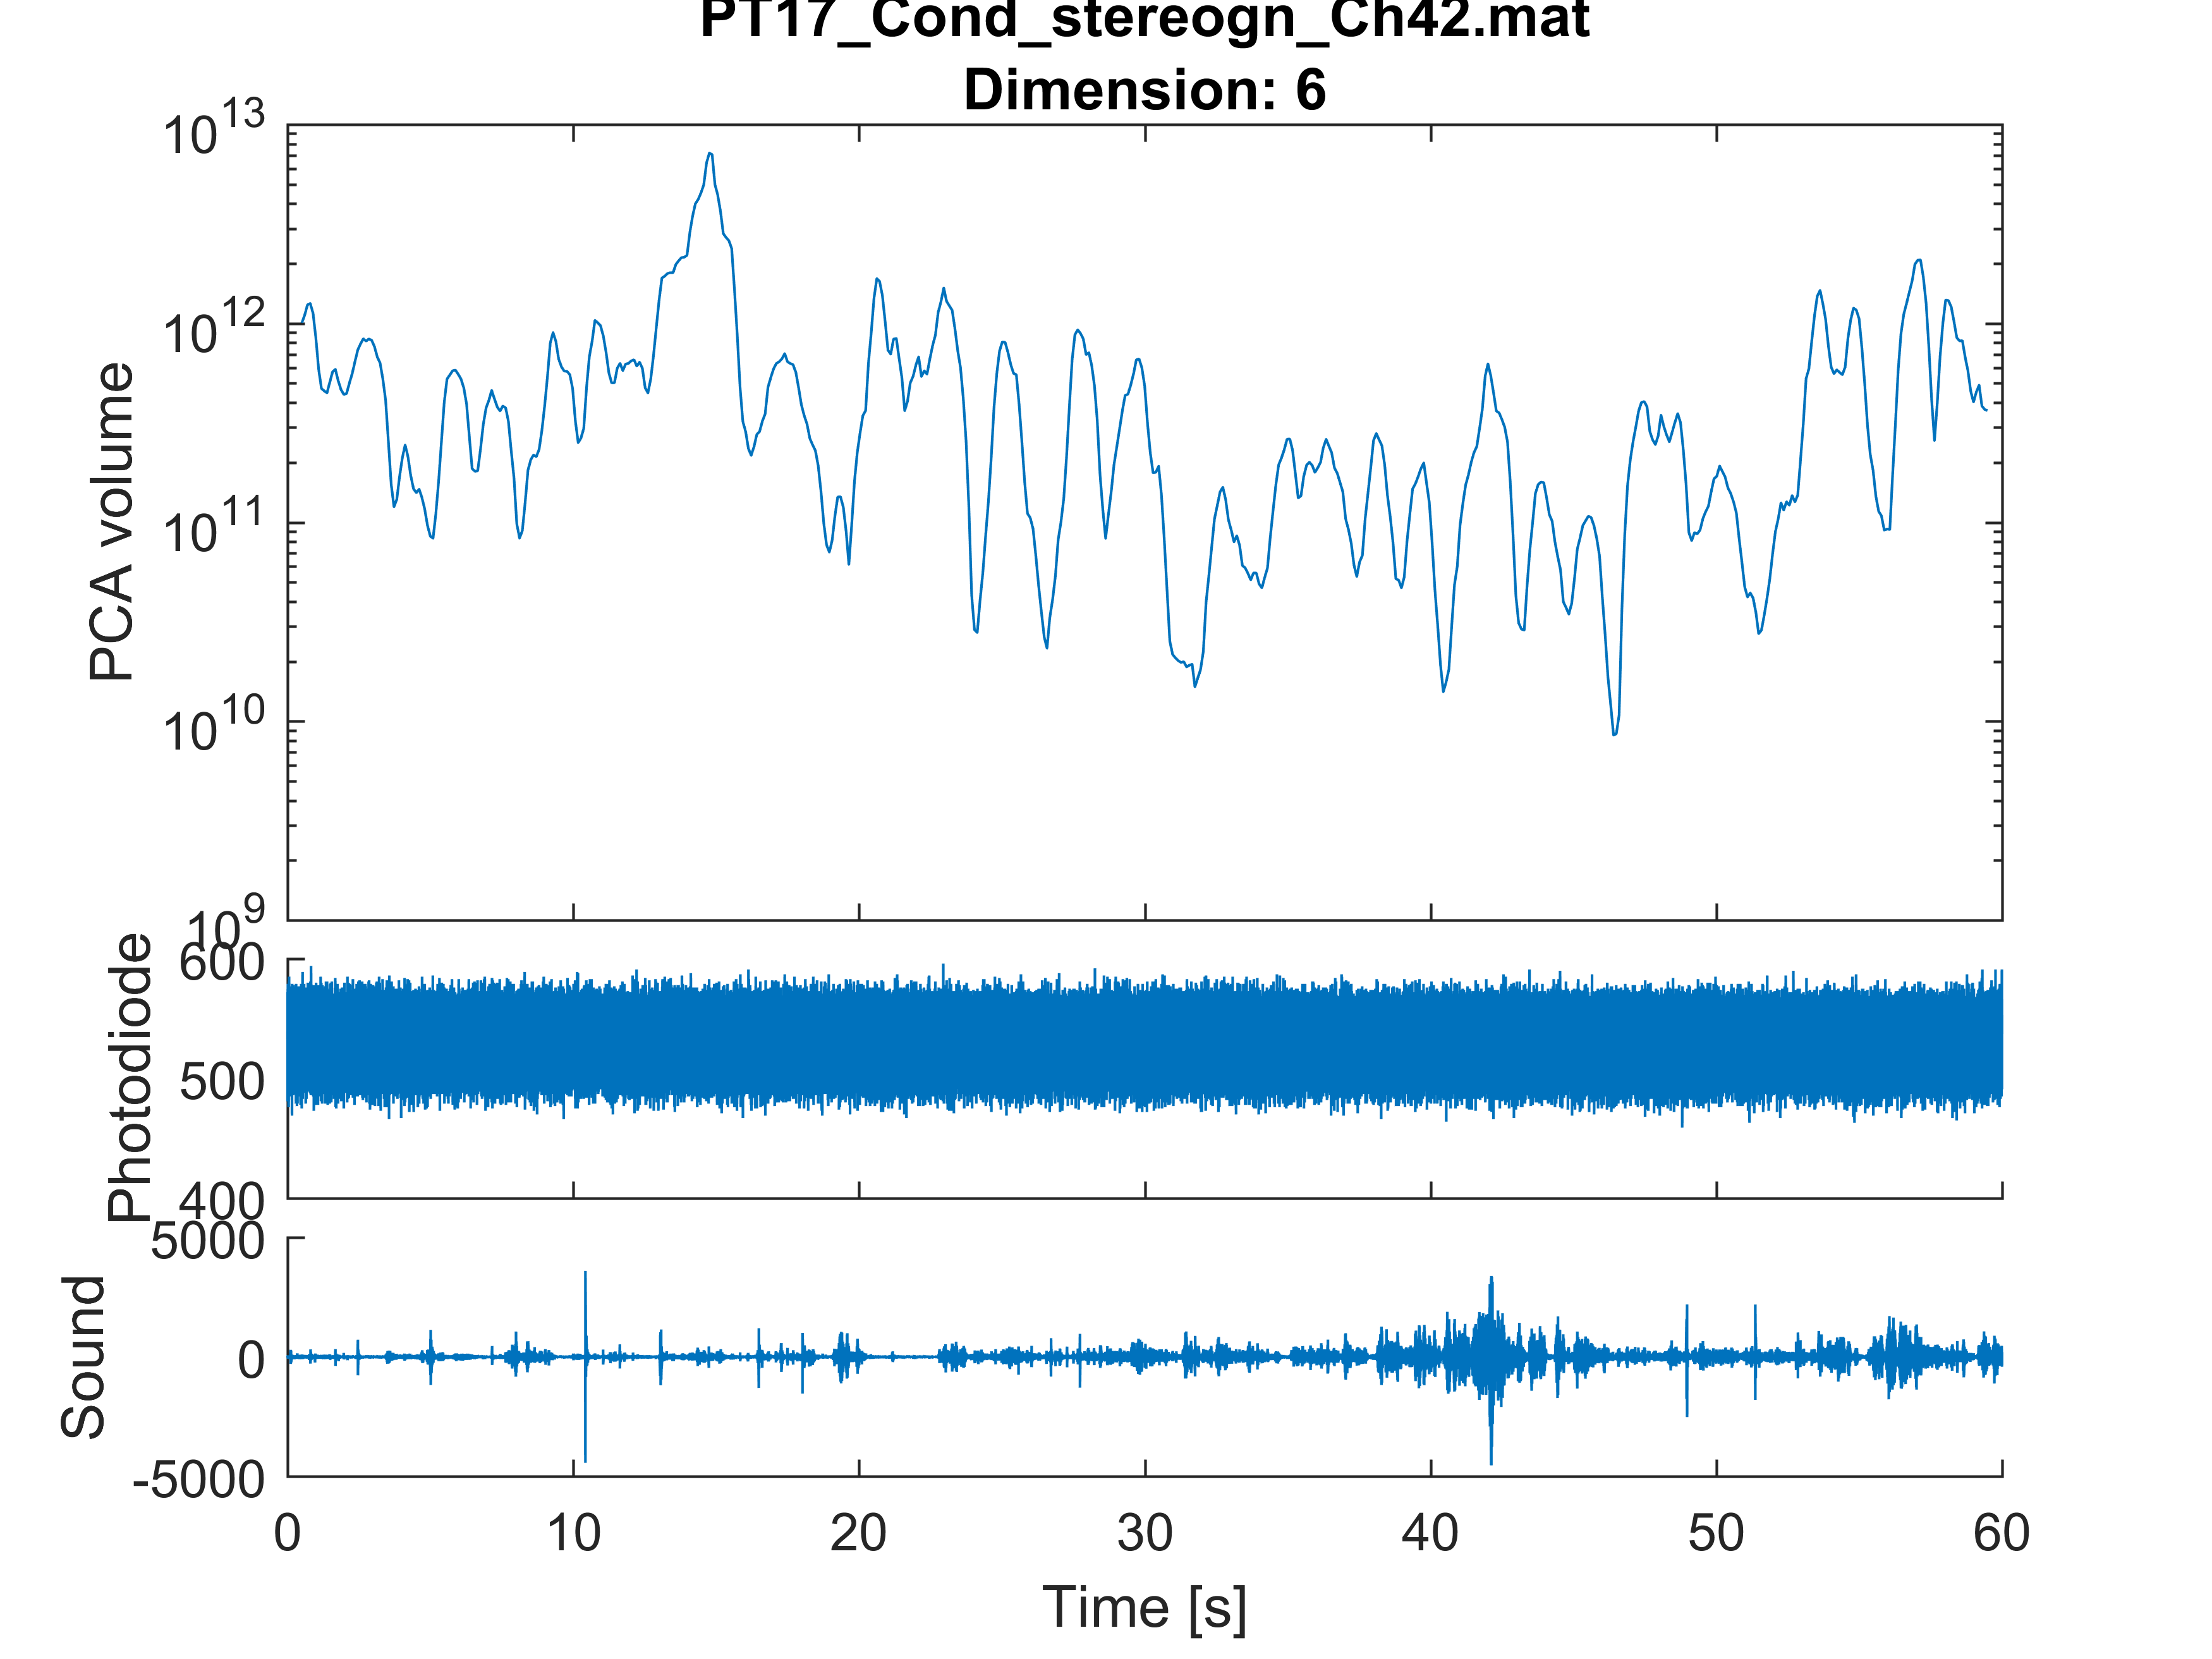 PT17_Cond_stereogn_Ch42.mat
Dimension: 6
10^13
10^12
10^11
10^10
10^9
PCA volume
600
500
400
Photodiode
5000
0
-5000
Sound
0 10 20 30 40 50 60
Time [s]